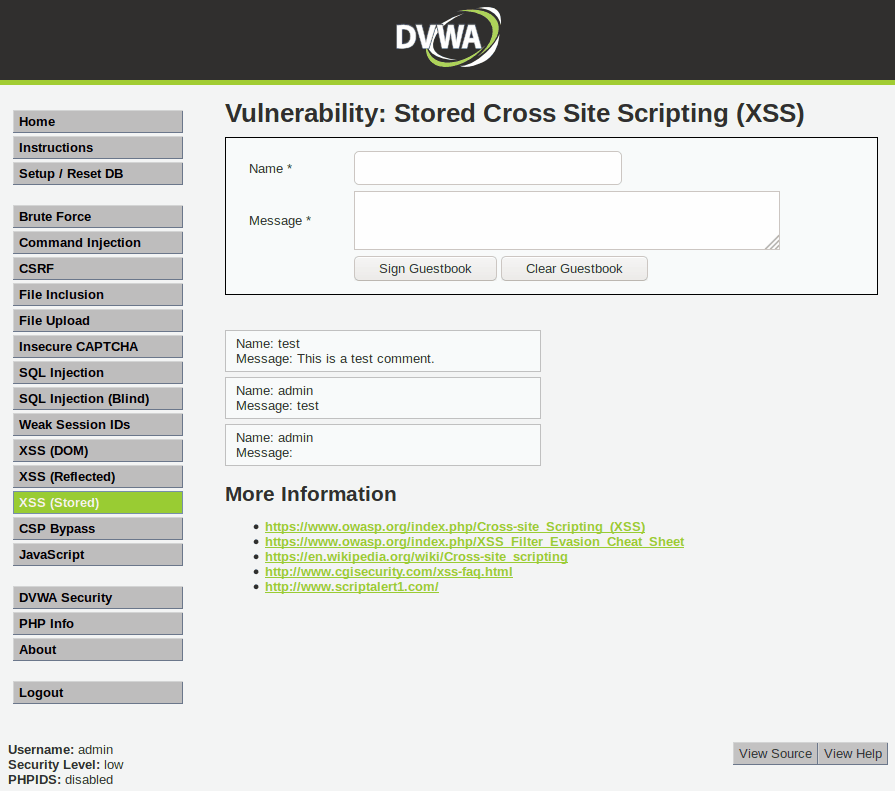 DVWA
Home
Instructions
Setup / Reset DB
Brute Force
Command Injection
CSRF
File Inclusion
File Upload
Insecure CAPTCHA
SQL Injection
SQL Injection (Blind)
Weak Session IDs
XSS (DOM)
XSS (Reflected)
XSS (Stored)
CSP Bypass
JavaScript
DVWA Security
PHP Info
About
Logout
Vulnerability: Stored Cross Site Scripting (XSS)
Name *
Message *
Sign Guestbook Clear Guestbook
Name: test
Message: This is a test comment.
Name: admin
Message: test
Name: admin
Message:
More Information
https://www.owasp.org/index.php/Cross-site_Scripting_(XSS)
https://www.owasp.org/index.php/XSS_Filter_Evasion_Cheat_Sheet
https://en.wikipedia.org/wiki/Cross-site_scripting
http://www.cgisecurity.com/xss-faq.html
http://www.scriptalert1.com/
Username: admin
Security Level: low
PHPIDS: disabled
View Source View Help